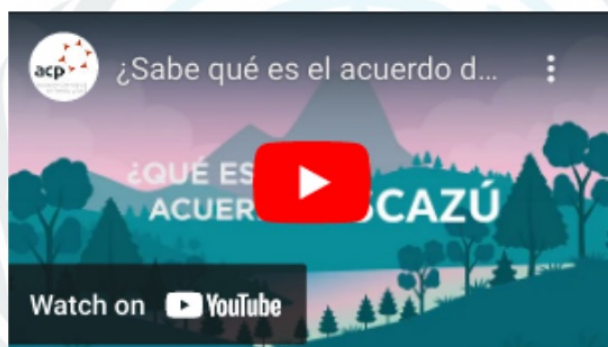 acp
¿Sabe qué es el acuerdo d...
¿QUÉ ES
ACUER SCAZÚ
Watch on YouTube